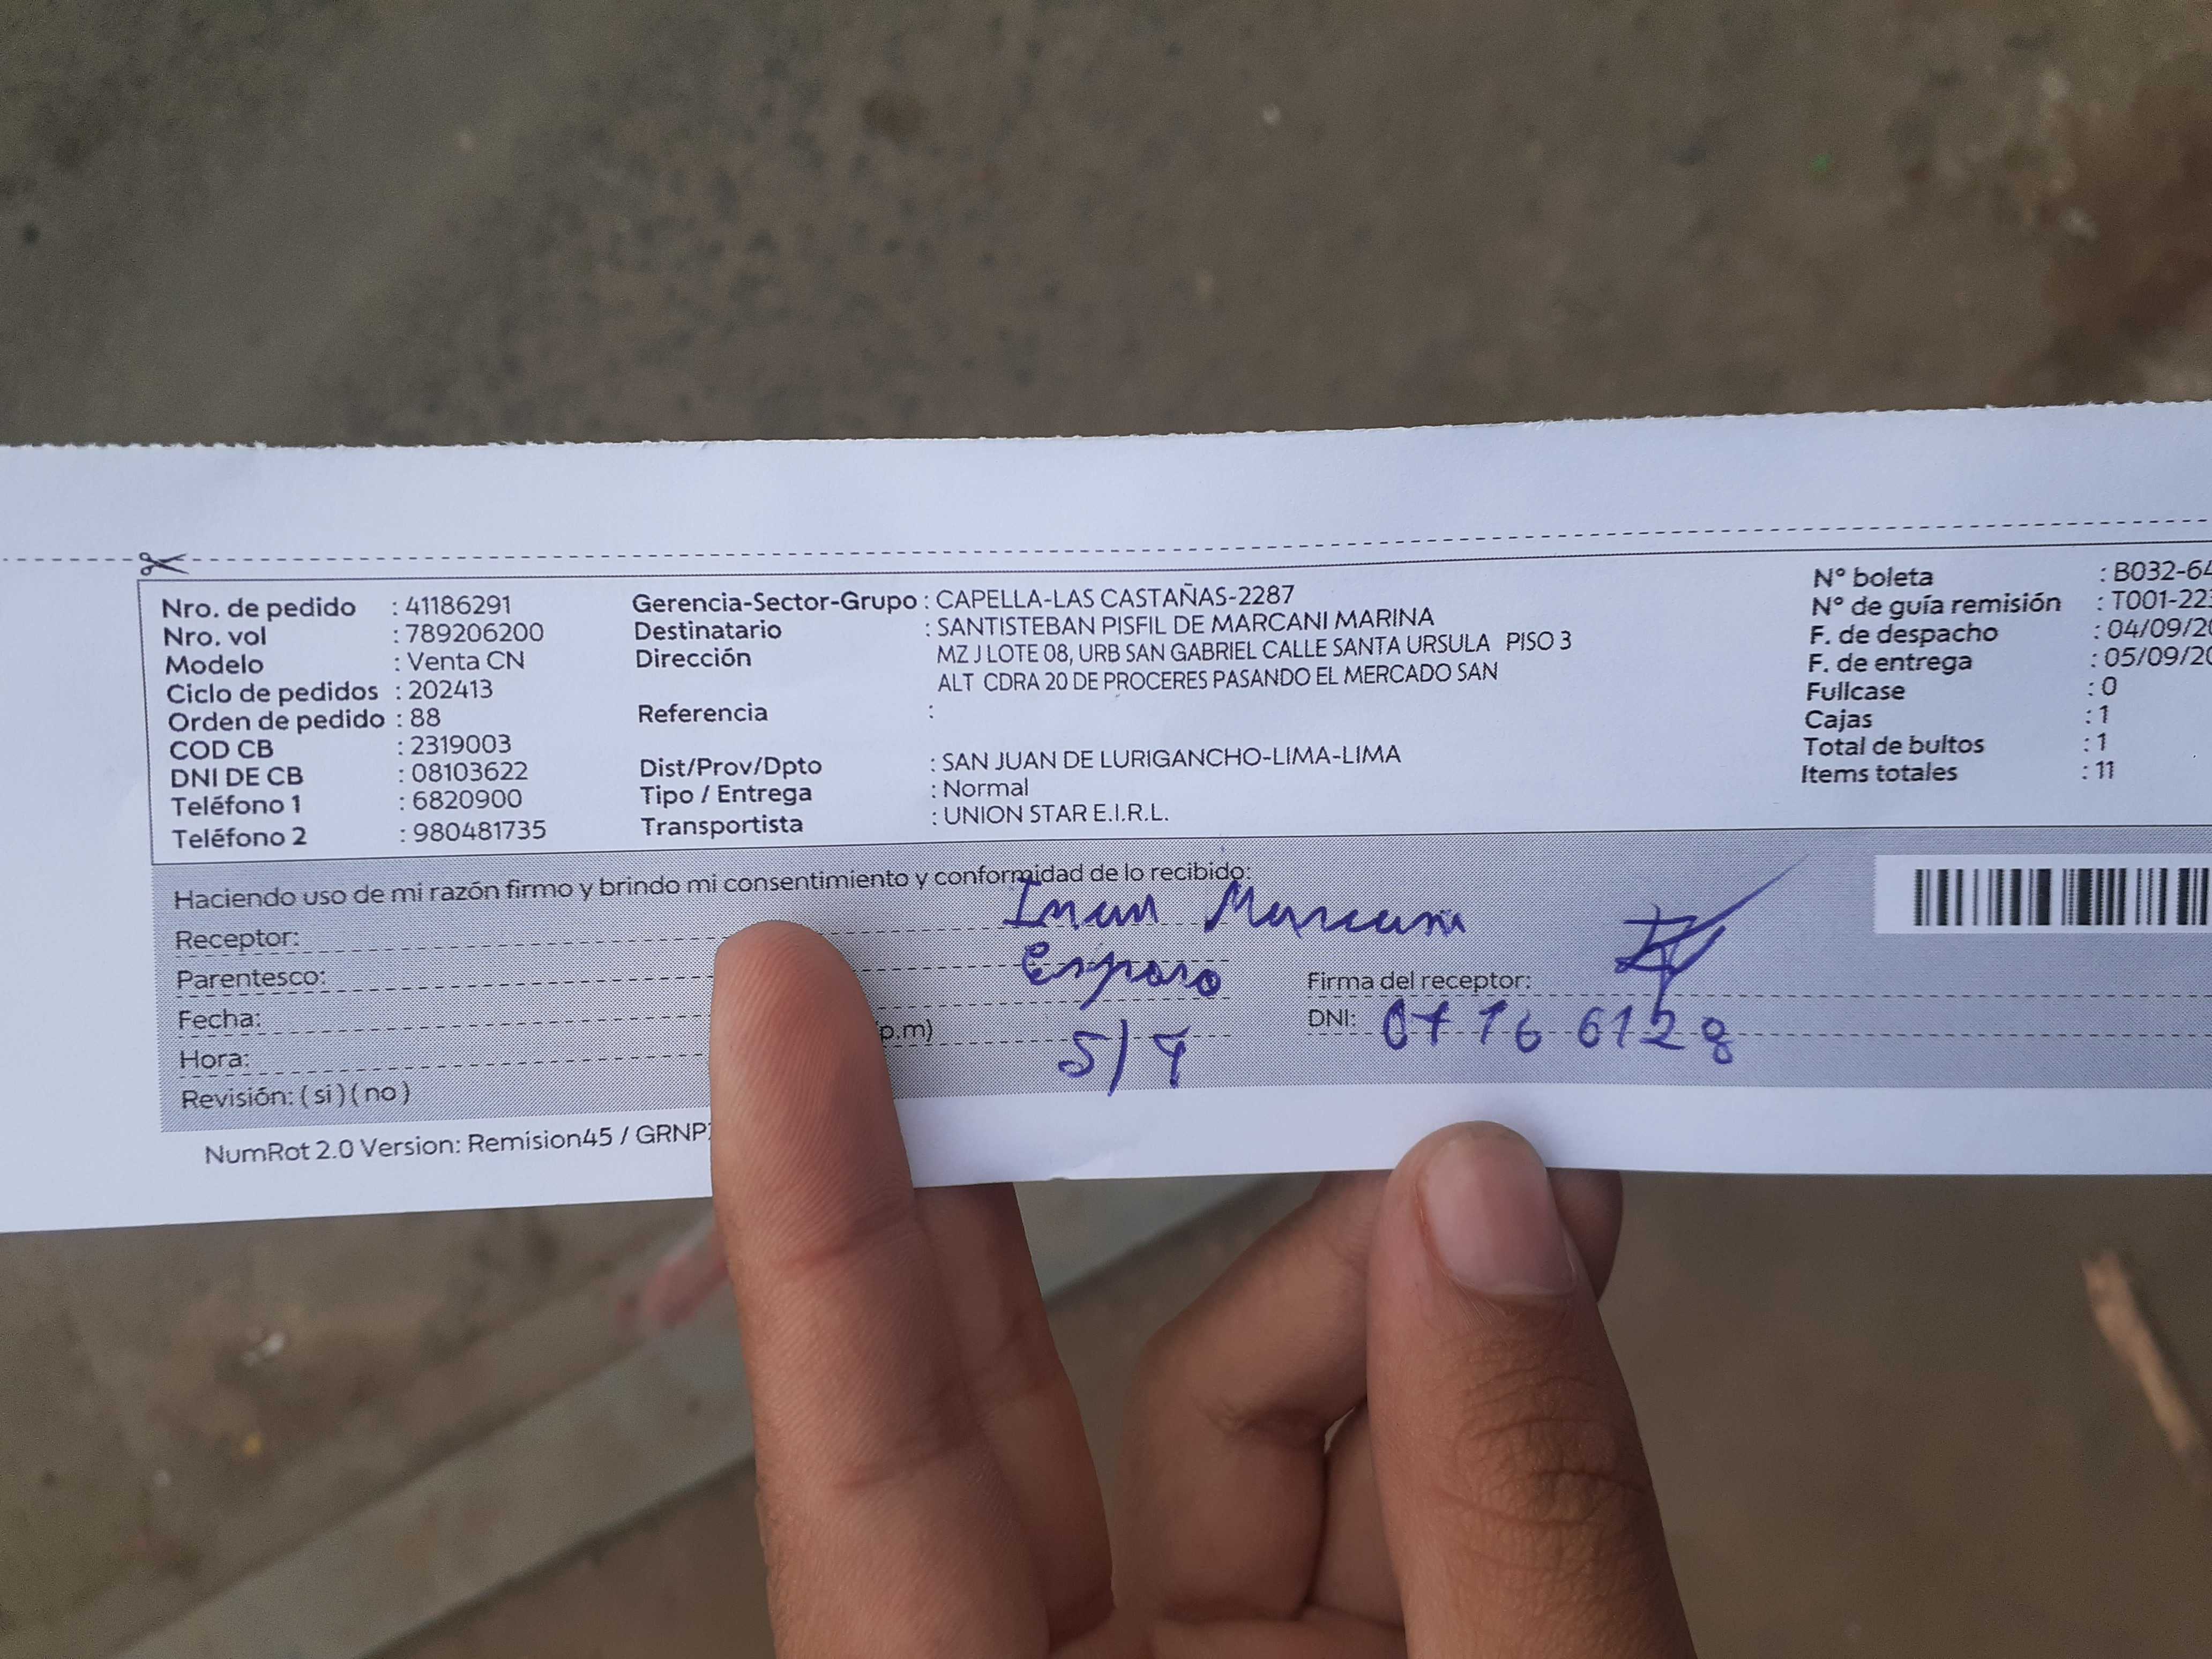 Nro. de pedido : 41186291
Nro. vol : 789206200
Modelo : Venta CN
Ciclo de pedidos : 202413
Orden de pedido : 88
COD CB : 2319003
DNI DE CB : 08103622
Teléfono 1 : 6820900
Teléfono 2 : 980481735
Gerencia-Sector-Grupo : CAPELLA-LAS CASTAÑAS-2287
Destinatario : SANTISTEBAN PISFIL DE MARCANI MARINA
Dirección MZ J LOTE 08, URB SAN GABRIEL CALLE SANTA URSULA PISO 3
ALT CDRA 20 DE PROCERES PASANDO EL MERCADO SAN
Referencia :
Dist/Prov/Dpto : SAN JUAN DE LURIGANCHO-LIMA-LIMA
Tipo / Entrega : Normal
Transportista : UNION STAR E.I.R.L.
N° boleta : B032-64
N° de guía remisión : T001-22
F. de despacho : 04/09/20
F. de entrega : 05/09/20
Fullcase : 0
Cajas : 1
Total de bultos : 1
Items totales : 11
Haciendo uso de mi razón firmo y brindo mi consentimiento y conformidad de lo recibido:
Receptor: Marcani
Parentesco: Esposo
Fecha:
Hora: p.m)
Revisión: ( si ) ( no )
Firma del receptor:
DNI:
NumRot 2.0 Version: Remision45 / GRNP